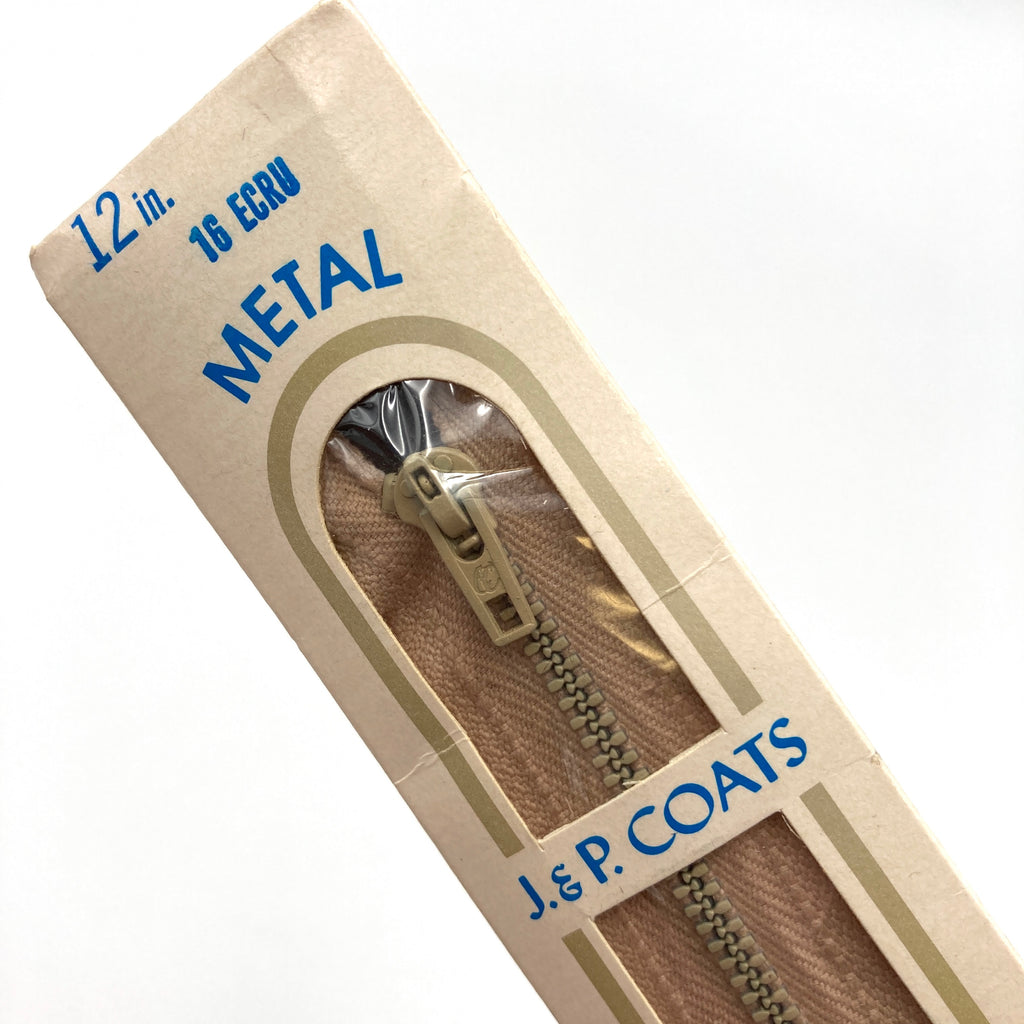 12 in.
16 ECRU
METAL
J. & P. COATS